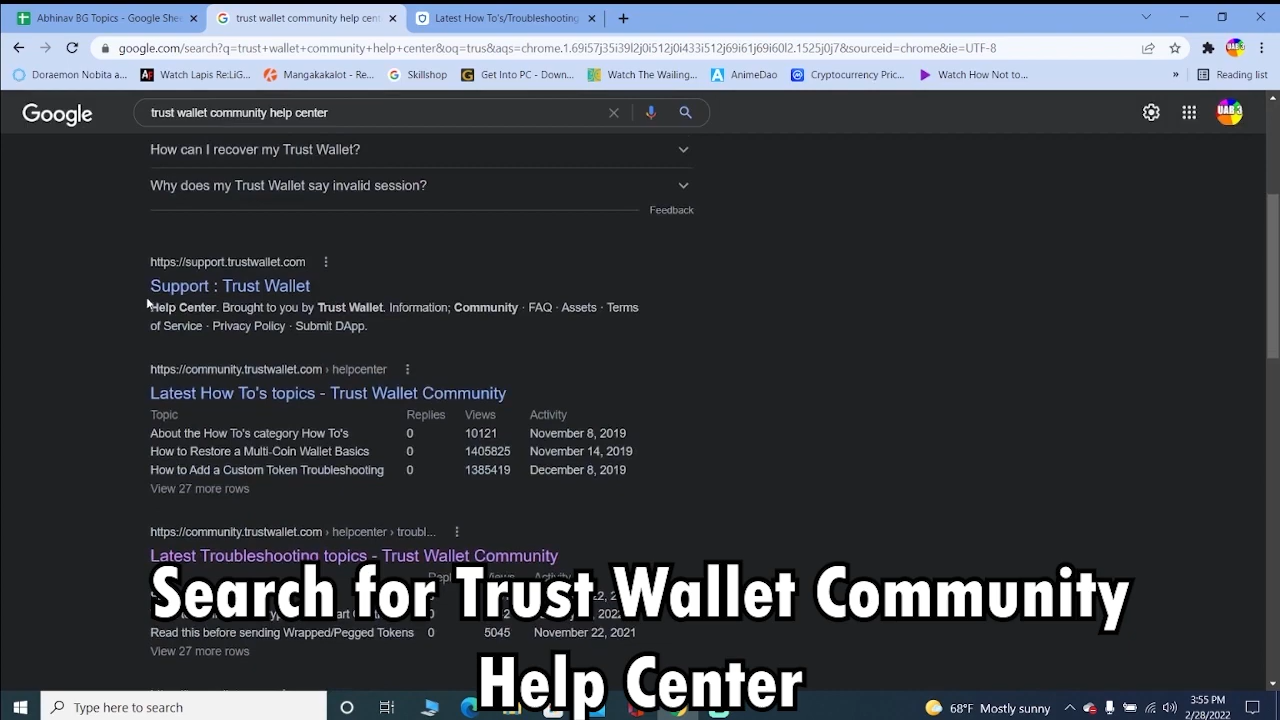 Abhinav BG Topics - Google Shee
trust wallet community help cen
Latest How To's/Troubleshooting
google.com/search?q=trust+wallet+community+help+center&oq=trus&aqs=chrome.1.69i57j35i39l2j0i512j0i433i512j69i61j69i60l2.1525j0j7&sourceid=chrome&ie=UTF-8
Doraemon Nobita a...
Watch Lapis Re:LiG...
Mangakakalot - Re...
Skillshop
Get Into PC - Down...
Watch The Wailing,...
AnimeDao
Cryptocurrency Pric...
Watch How Not to...
»
Reading list
Google
trust wallet community help center
UAB 3
How can I recover my Trust Wallet?
Why does my Trust Wallet say invalid session?
Feedback
https://support.trustwallet.com
Support : Trust Wallet
Help Center. Brought to you by Trust Wallet. Information; Community · FAQ · Assets · Terms
of Service · Privacy Policy · Submit DApp.
https://community.trustwallet.com › helpcenter
Latest How To's topics - Trust Wallet Community
Topic Replies Views Activity
About the How To's category How To's 0 10121 November 8, 2019
How to Restore a Multi-Coin Wallet Basics 0 1405825 November 14, 2019
How to Add a Custom Token Troubleshooting 0 1385419 December 8, 2019
View 27 more rows
https://community.trustwallet.com › helpcenter › troubl...
Latest Troubleshooting topics - Trust Wallet Community
Search for Trust Wallet Community
Read this before sending Wrapped/Pegged Tokens 0 5045 November 22, 2021
View 27 more rows
Help Center
Type here to search
68°F Mostly sunny
3:55 PM
2/28/2022